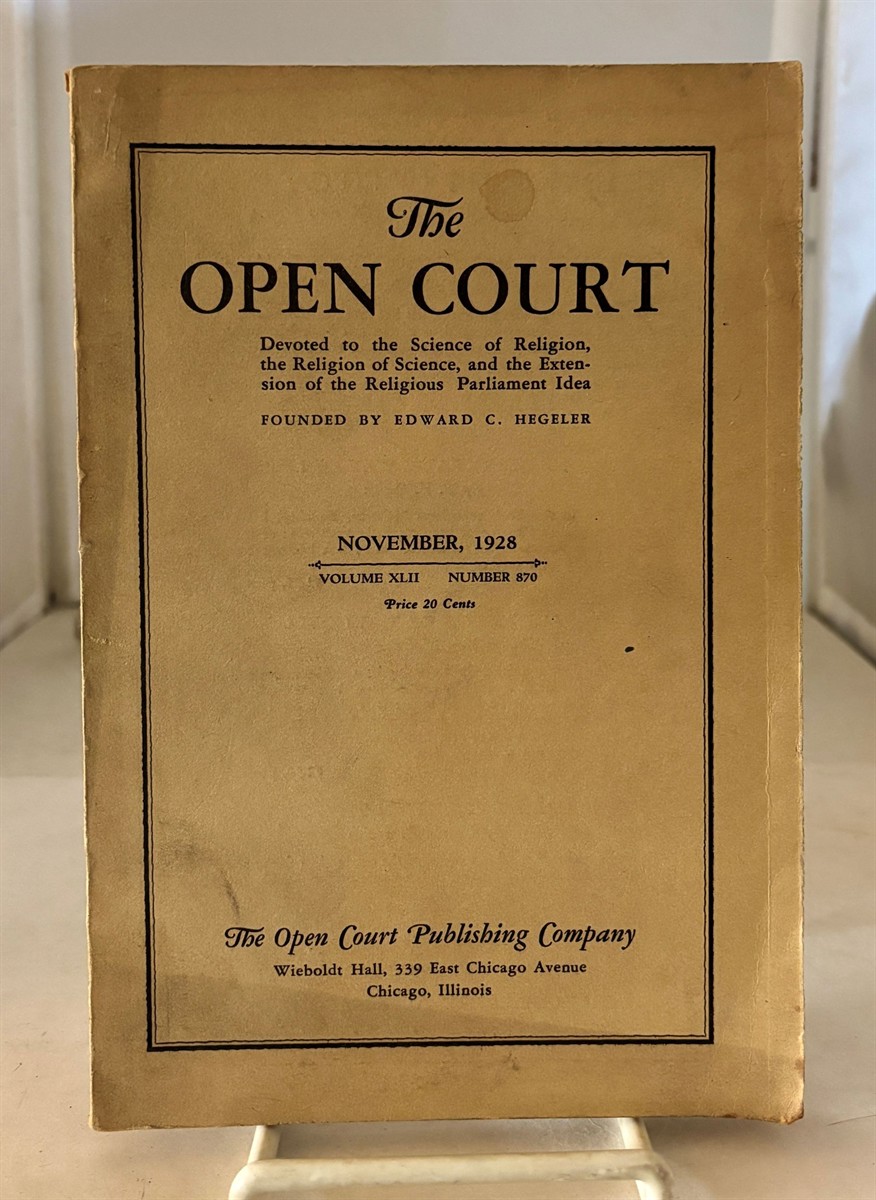 The
OPEN COURT
Devoted to the Science of Religion,
the Religion of Science, and the Exten-
sion of the Religious Parliament Idea
FOUNDED BY EDWARD C. HEGELER
NOVEMBER, 1928
VOLUME XLII NUMBER 870
Price 20 Cents
The Open Court Publishing Company
Wieboldt Hall, 339 East Chicago Avenue
Chicago, Illinois